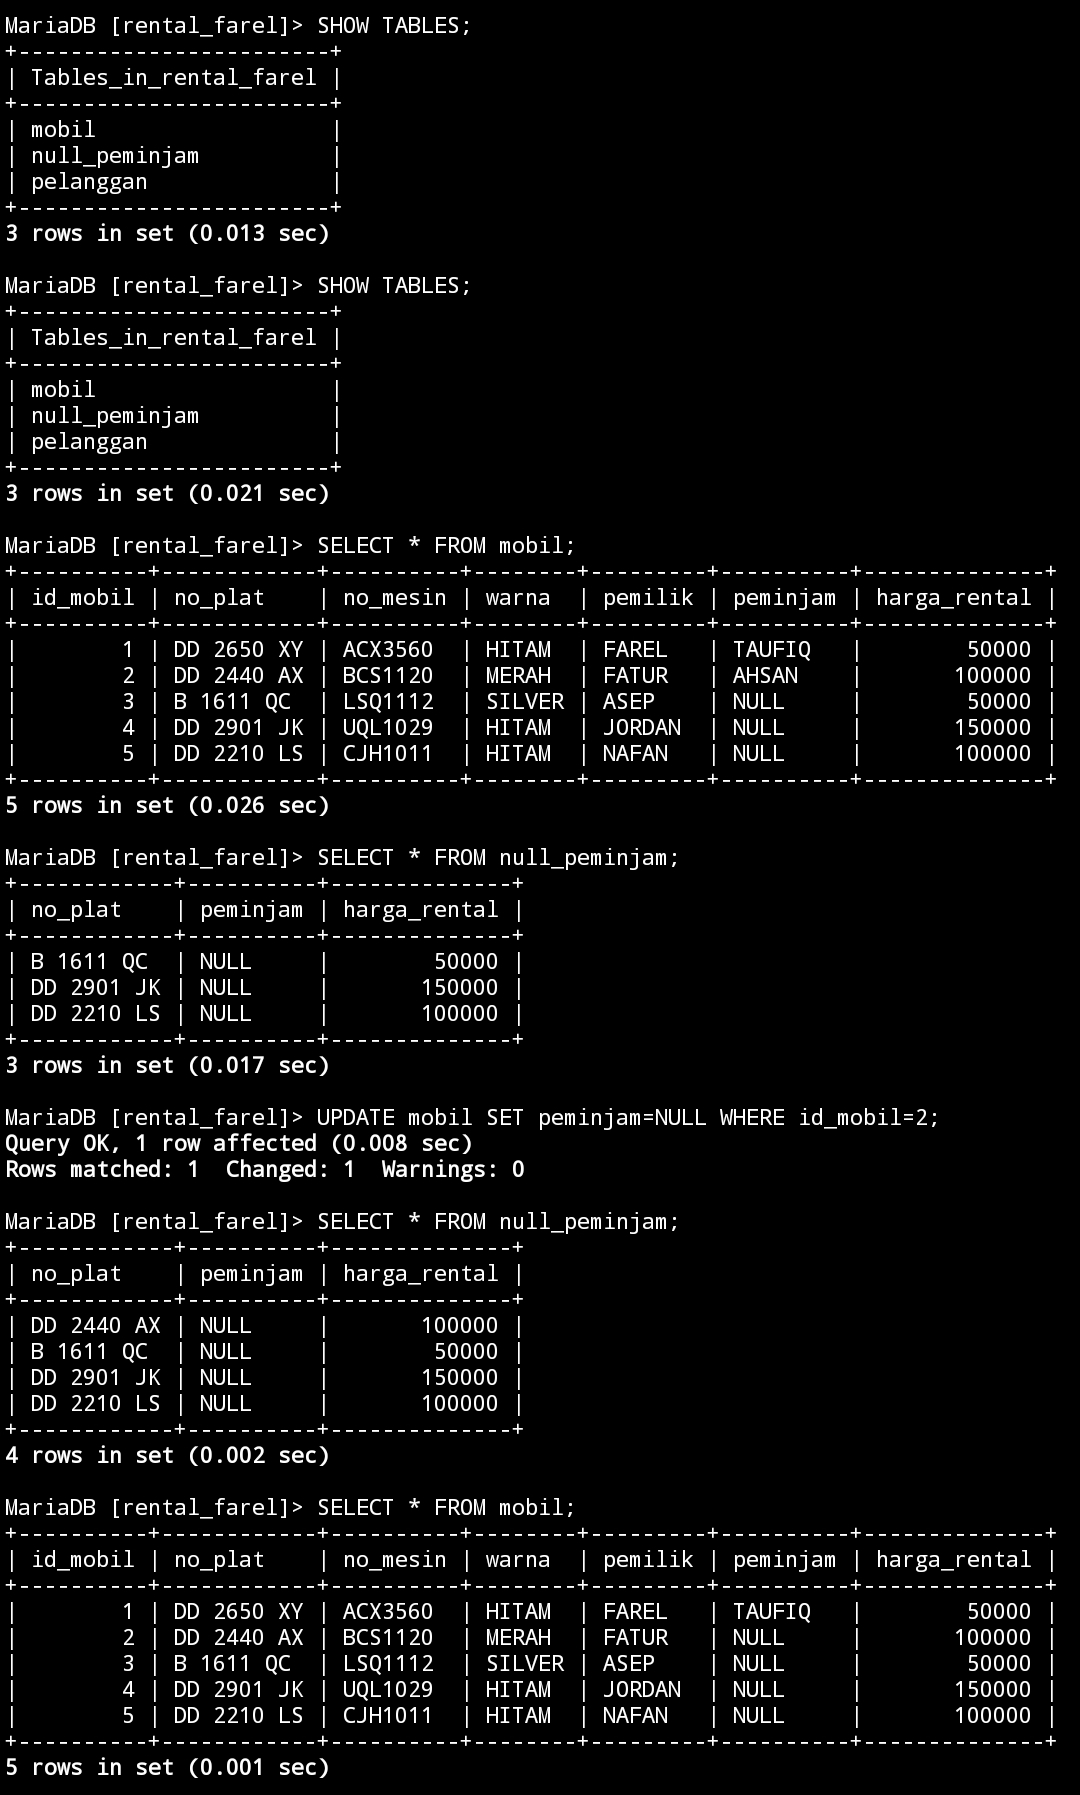 MariaDB [rental_farel]> SHOW TABLES;
+------------------------+
| Tables_in_rental_farel |
+------------------------+
| mobil                  |
| null_peminjam          |
| pelanggan              |
+------------------------+
3 rows in set (0.013 sec)

MariaDB [rental_farel]> SHOW TABLES;
+------------------------+
| Tables_in_rental_farel |
+------------------------+
| mobil                  |
| null_peminjam          |
| pelanggan              |
+------------------------+
3 rows in set (0.021 sec)

MariaDB [rental_farel]> SELECT * FROM mobil;
+----------+------------+----------+--------+---------+----------+--------------+
| id_mobil | no_plat    | no_mesin | warna  | pemilik | peminjam | harga_rental |
+----------+------------+----------+--------+---------+----------+--------------+
|        1 | DD 2650 XY | ACX3560  | HITAM  | FAREL   | TAUFIQ   |        50000 |
|        2 | DD 2440 AX | BCS1120  | MERAH  | FATUR   | AHSAN    |       100000 |
|        3 | B 1611 QC  | LSQ1112  | SILVER | ASEP    | NULL     |        50000 |
|        4 | DD 2901 JK | UQL1029  | HITAM  | JORDAN  | NULL     |       150000 |
|        5 | DD 2210 LS | CJH1011  | HITAM  | NAFAN   | NULL     |       100000 |
+----------+------------+----------+--------+---------+----------+--------------+
5 rows in set (0.026 sec)

MariaDB [rental_farel]> SELECT * FROM null_peminjam;
+------------+----------+--------------+
| no_plat    | peminjam | harga_rental |
+------------+----------+--------------+
| B 1611 QC  | NULL     |        50000 |
| DD 2901 JK | NULL     |       150000 |
| DD 2210 LS | NULL     |       100000 |
+------------+----------+--------------+
3 rows in set (0.017 sec)

MariaDB [rental_farel]> UPDATE mobil SET peminjam=NULL WHERE id_mobil=2;
Query OK, 1 row affected (0.008 sec)
Rows matched: 1  Changed: 1  Warnings: 0

MariaDB [rental_farel]> SELECT * FROM null_peminjam;
+------------+----------+--------------+
| no_plat    | peminjam | harga_rental |
+------------+----------+--------------+
| DD 2440 AX | NULL     |       100000 |
| B 1611 QC  | NULL     |        50000 |
| DD 2901 JK | NULL     |       150000 |
| DD 2210 LS | NULL     |       100000 |
+------------+----------+--------------+
4 rows in set (0.002 sec)

MariaDB [rental_farel]> SELECT * FROM mobil;
+----------+------------+----------+--------+---------+----------+--------------+
| id_mobil | no_plat    | no_mesin | warna  | pemilik | peminjam | harga_rental |
+----------+------------+----------+--------+---------+----------+--------------+
|        1 | DD 2650 XY | ACX3560  | HITAM  | FAREL   | TAUFIQ   |        50000 |
|        2 | DD 2440 AX | BCS1120  | MERAH  | FATUR   | NULL     |       100000 |
|        3 | B 1611 QC  | LSQ1112  | SILVER | ASEP    | NULL     |        50000 |
|        4 | DD 2901 JK | UQL1029  | HITAM  | JORDAN  | NULL     |       150000 |
|        5 | DD 2210 LS | CJH1011  | HITAM  | NAFAN   | NULL     |       100000 |
+----------+------------+----------+--------+---------+----------+--------------+
5 rows in set (0.001 sec)